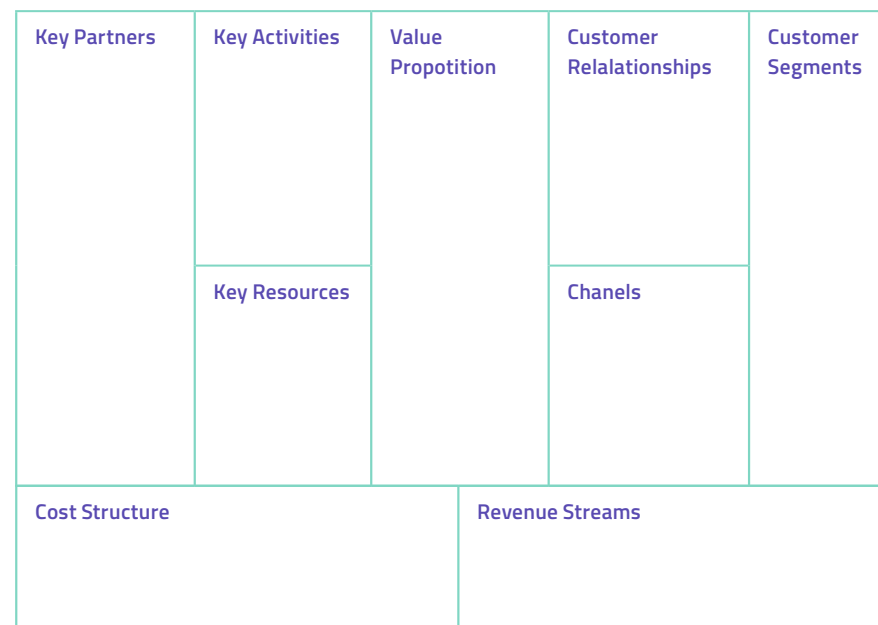 Key Partners
Key Activities
Value
Propotition
Customer
Relalationships
Customer
Segments
Key Resources
Chanels
Cost Structure
Revenue Streams